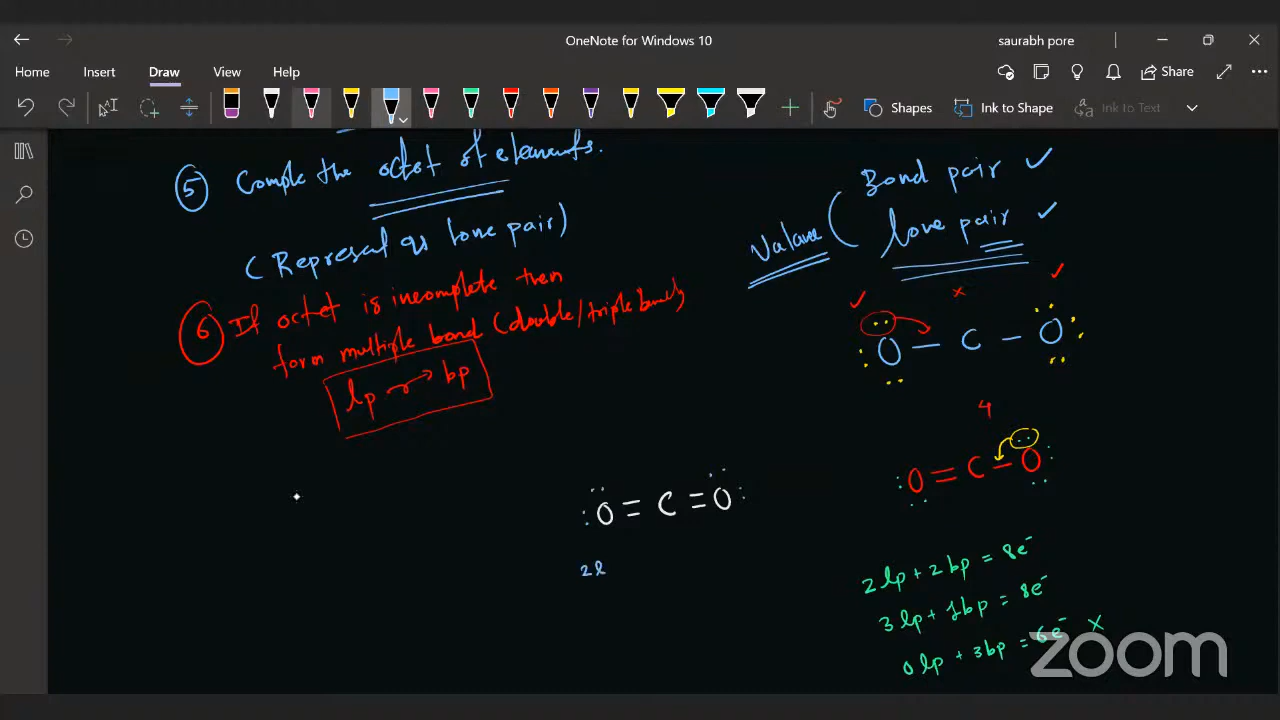 OneNote for Windows 10
saurabh pore
Home Insert Draw View Help
Share
Shapes Ink to Shape Ink to Text
5 Comple the octet of elements.
(Represat as lone pair)
6 If octet is incomplete then
form multiple bond (double/triple bond)
lp → bp
Bond pair ✓
Valance ( lone pair ✓
✓ x ✓
:O — C — O:
4
:O = C — O:
:O = C = O:
2l
2lp + 2bp = 8e⁻
3lp + 1bp = 8e⁻
0lp + 3bp = 6e⁻ x
zoom